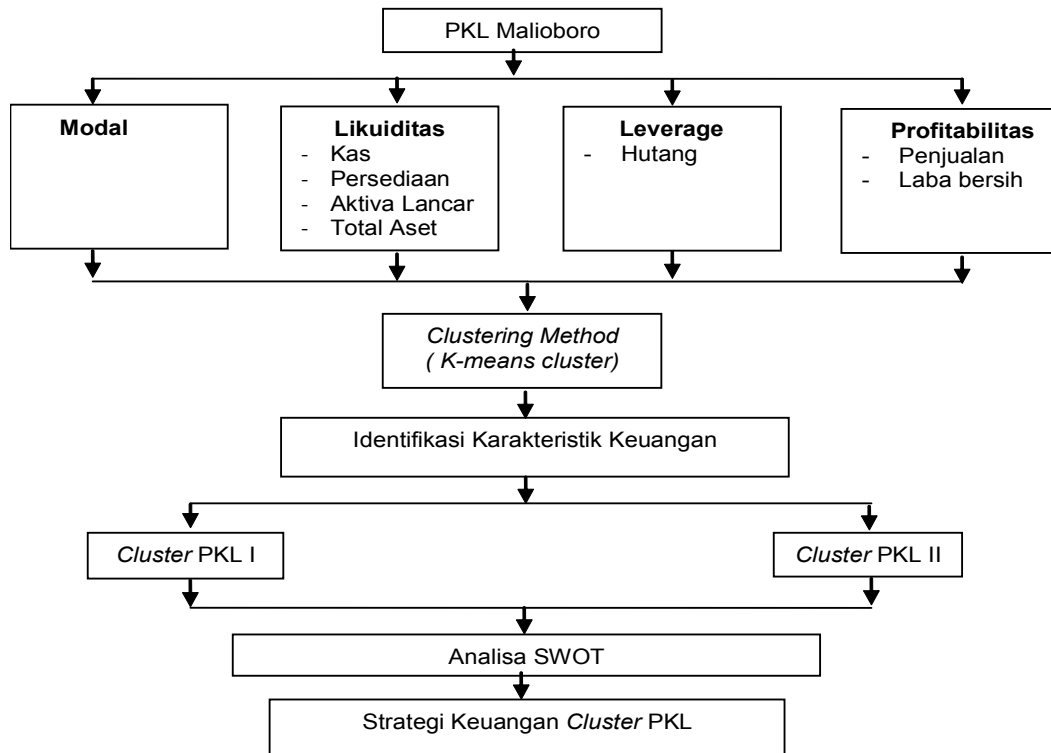 PKL Malioboro
Modal
Likuiditas
- Kas
- Persediaan
- Aktiva Lancar
- Total Aset
Leverage
- Hutang
Profitabilitas
- Penjualan
- Laba bersih
Clustering Method
( K-means cluster)
Identifikasi Karakteristik Keuangan
Cluster PKL I
Cluster PKL II
Analisa SWOT
Strategi Keuangan Cluster PKL